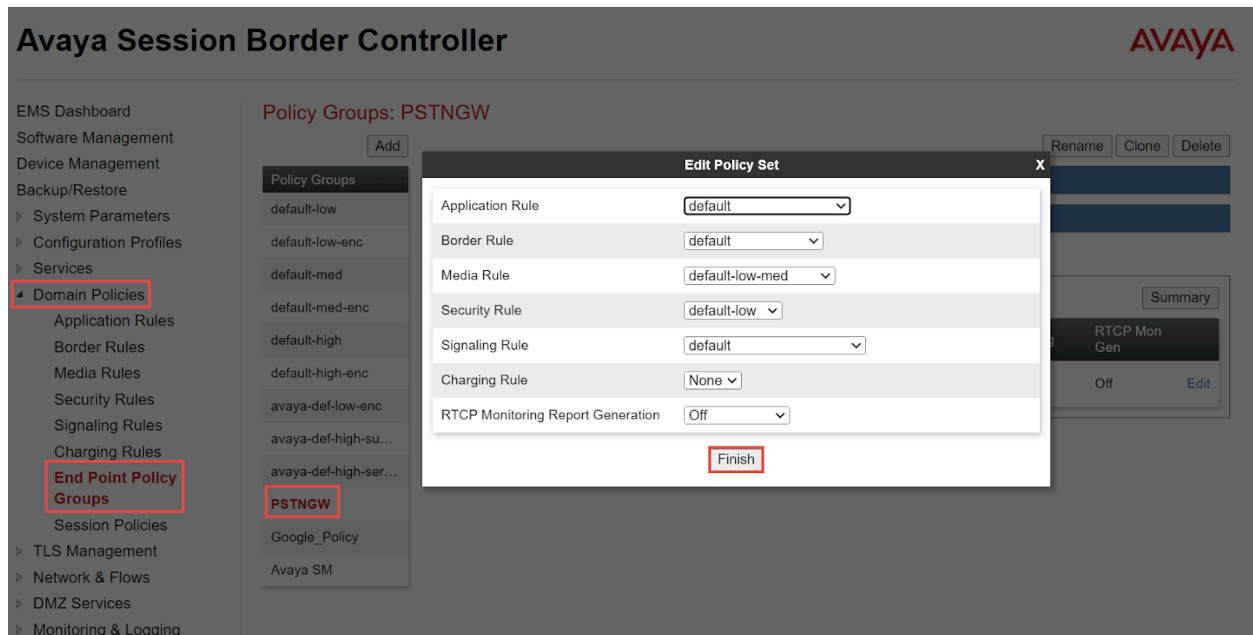 Avaya Session Border Controller
AVAYA
EMS Dashboard
Software Management
Device Management
Backup/Restore
System Parameters
Configuration Profiles
Services
Domain Policies
Application Rules
Border Rules
Media Rules
Security Rules
Signaling Rules
Charging Rules
End Point Policy
Groups
Session Policies
TLS Management
Network & Flows
DMZ Services
Monitoring & Logging
Policy Groups: PSTNGW
Add
Rename Clone Delete
Policy Groups
default-low
default-low-enc
default-med
default-med-enc
default-high
default-high-enc
avaya-def-low-enc
avaya-def-high-su...
avaya-def-high-ser...
PSTNGW
Google_Policy
Avaya SM
Edit Policy Set X
Application Rule default
Border Rule default
Media Rule default-low-med
Security Rule default-low
Signaling Rule default
Charging Rule None
RTCP Monitoring Report Generation Off
Finish
Summary
RTCP Mon
Gen
Off Edit